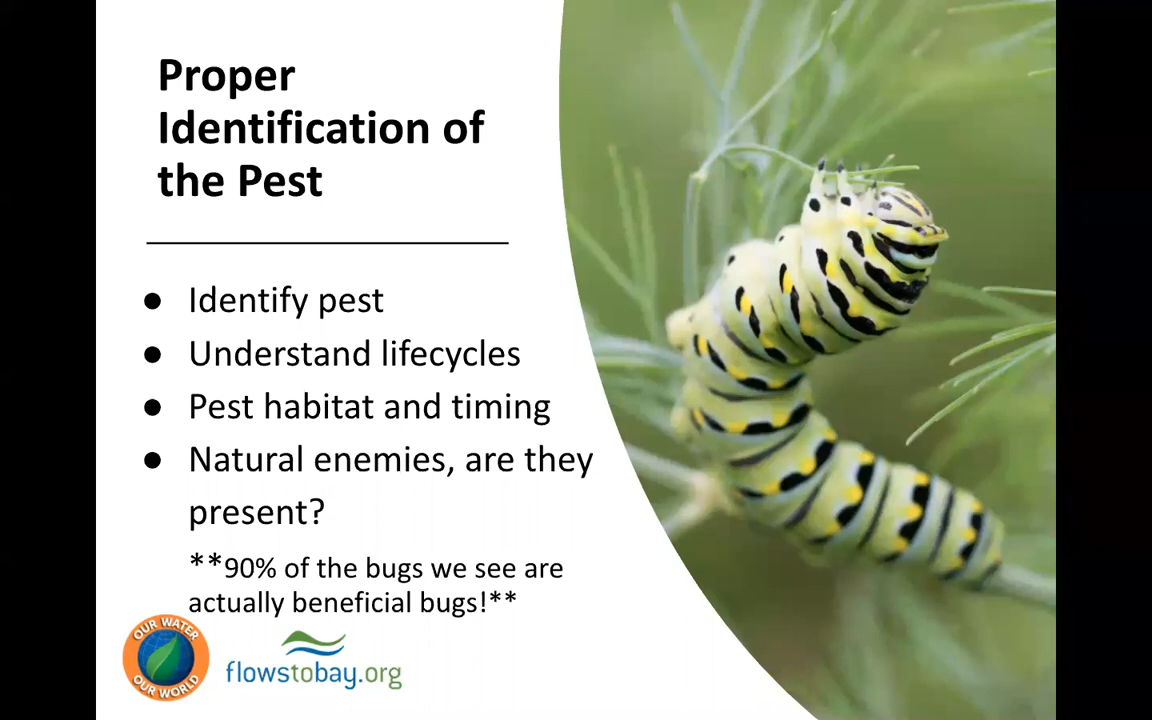 Proper
Identification of
the Pest
● Identify pest
● Understand lifecycles
● Pest habitat and timing
● Natural enemies, are they
present?
**90% of the bugs we see are
actually beneficial bugs!**
OUR WATER
OUR WORLD
flowstobay.org